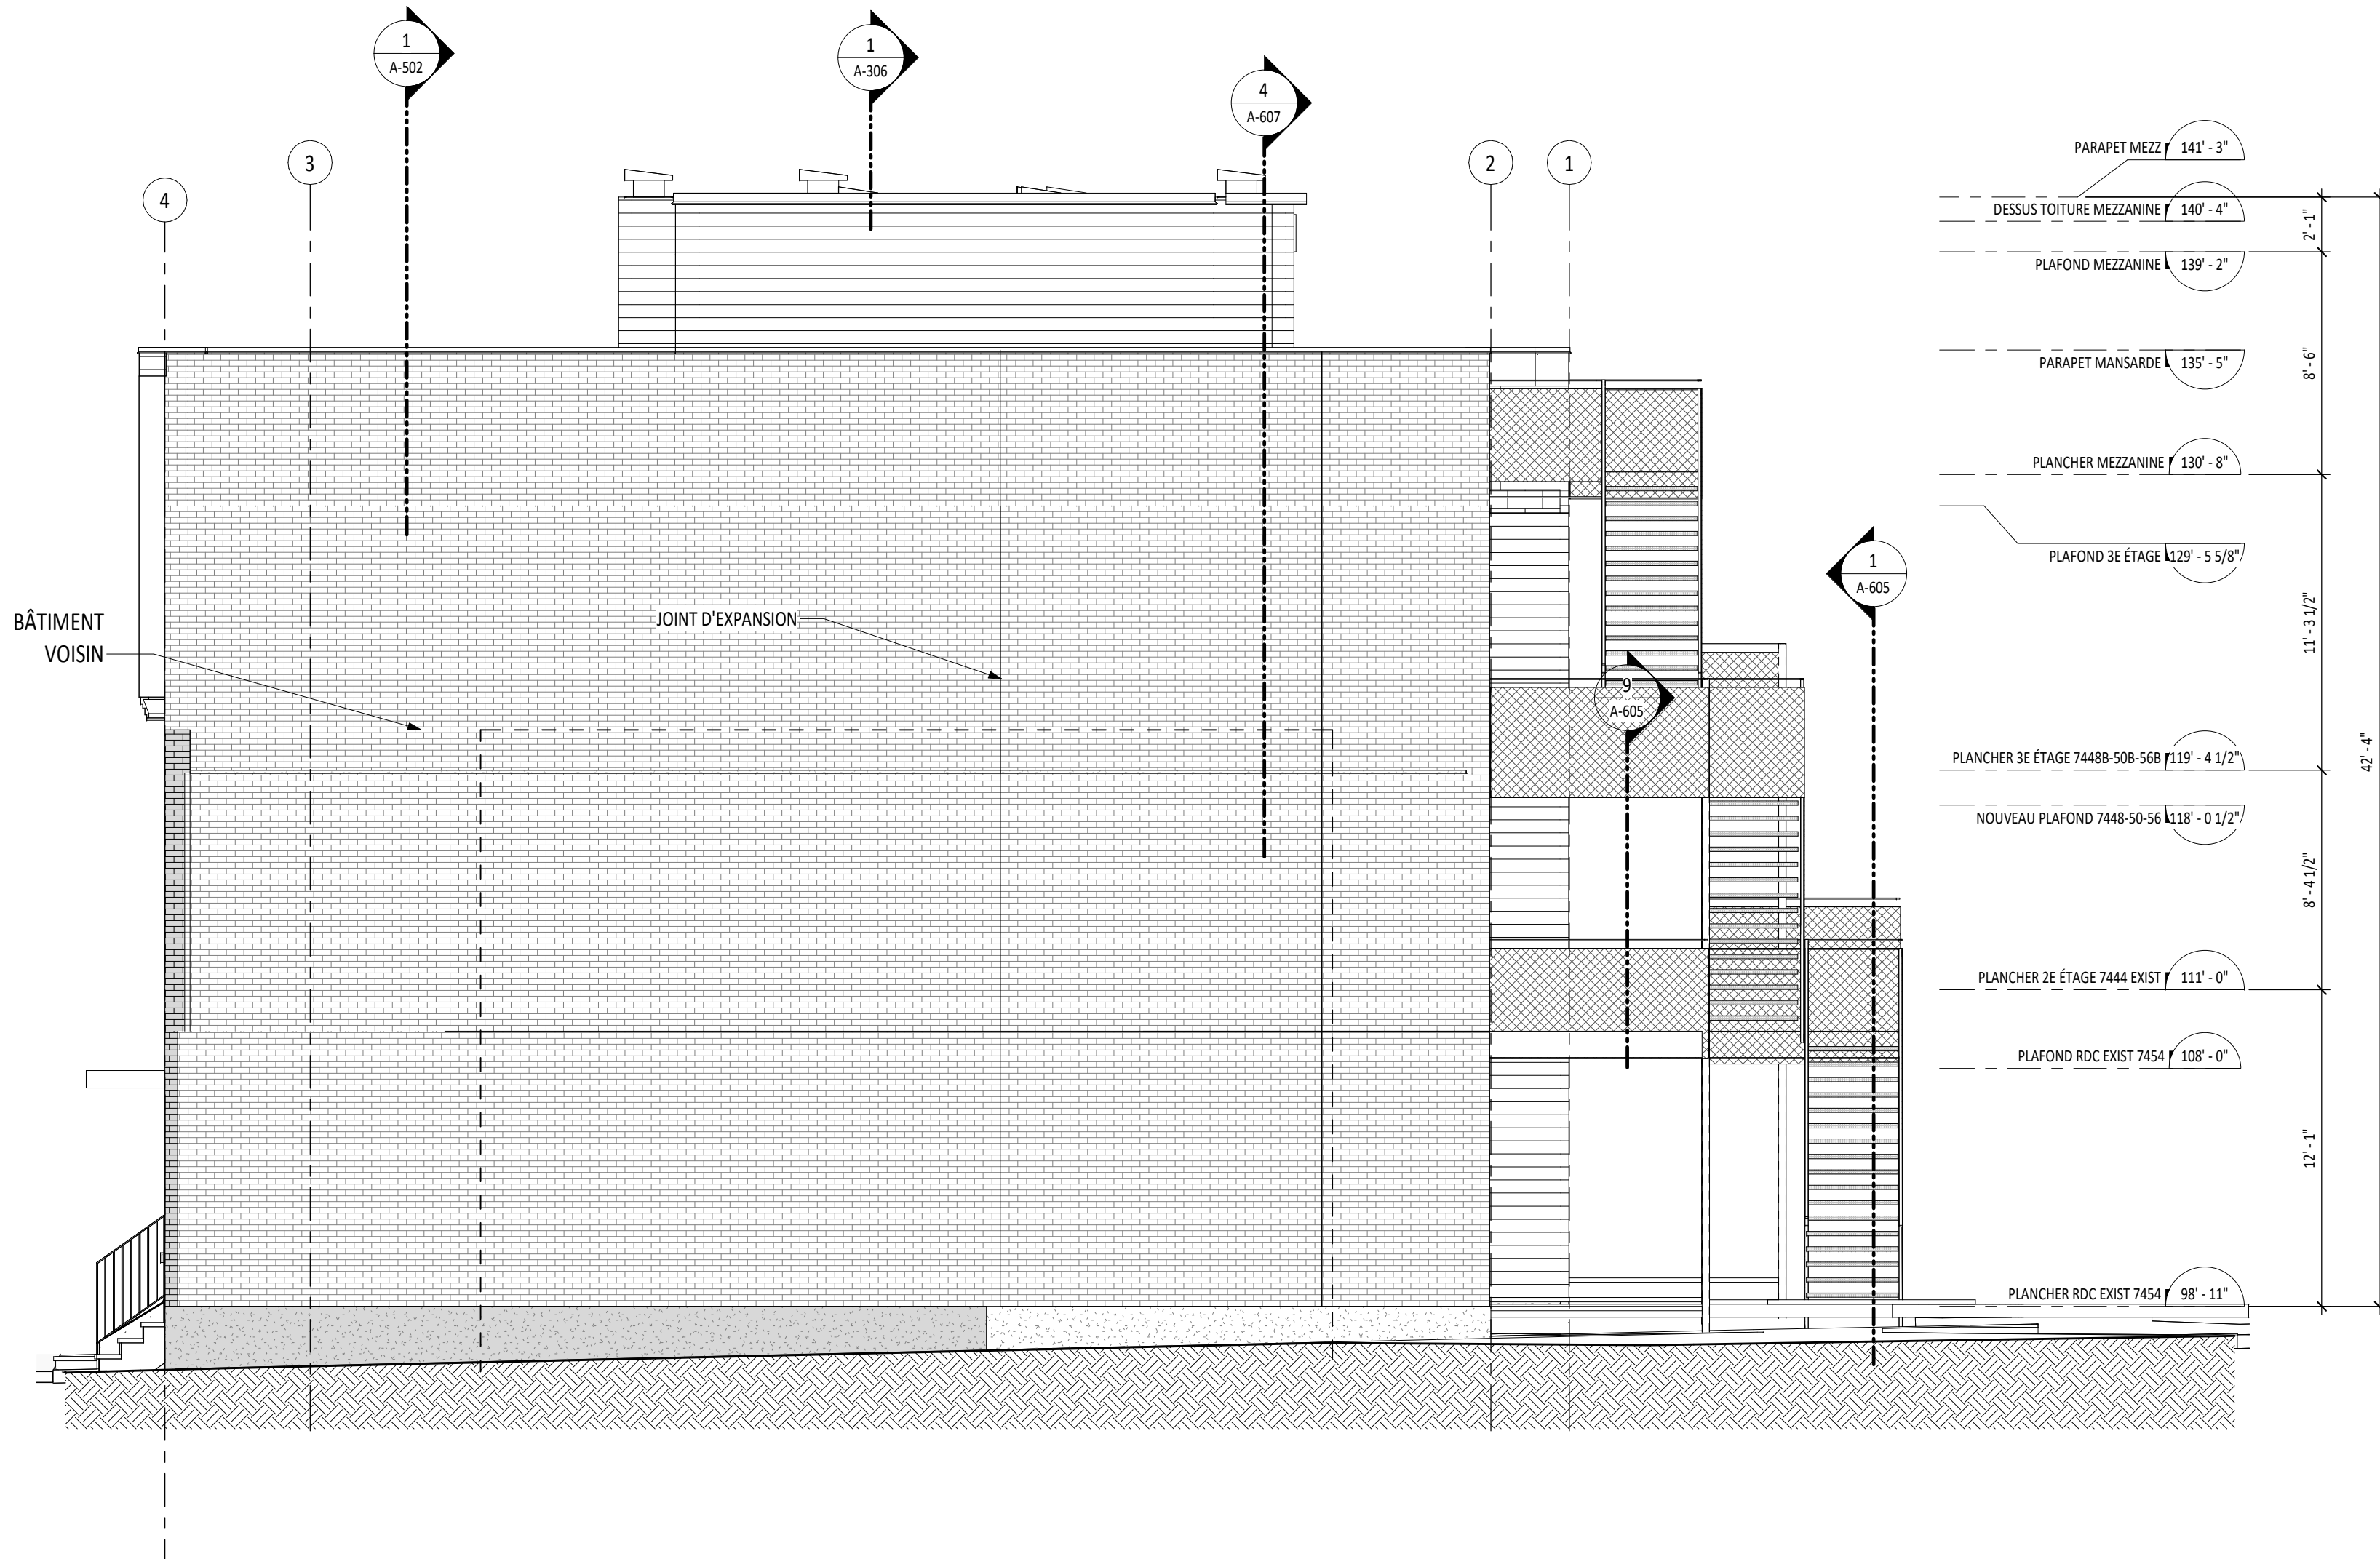 1
A-502
1
A-306
4
A-607
4
3
2
1
PARAPET MEZZ 141' - 3"
DESSUS TOITURE MEZZANINE 140' - 4"
PLAFOND MEZZANINE 139' - 2"
PARAPET MANSARDE 135' - 5"
PLANCHER MEZZANINE 130' - 8"
PLAFOND 3E ÉTAGE 129' - 5 5/8"
PLANCHER 3E ÉTAGE 7448B-50B-56B 119' - 4 1/2"
NOUVEAU PLAFOND 7448-50-56 118' - 0 1/2"
PLANCHER 2E ÉTAGE 7444 EXIST 111' - 0"
PLAFOND RDC EXIST 7454 108' - 0"
PLANCHER RDC EXIST 7454 98' - 11"
2' - 1"
8' - 6"
11' - 3 1/2"
8' - 4 1/2"
12' - 1"
42' - 4"
1
A-605
9
A-605
BÂTIMENT
VOISIN
JOINT D'EXPANSION